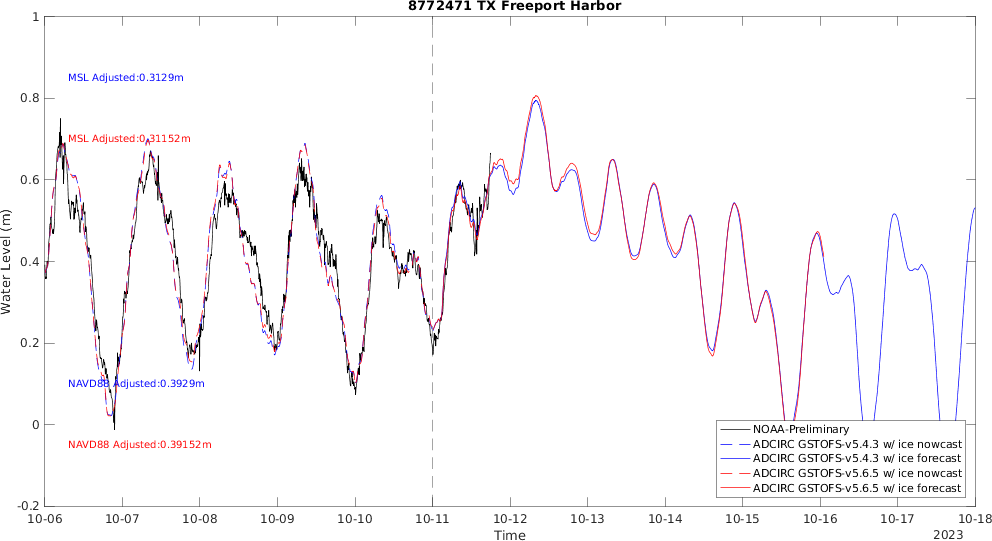 8772471 TX Freeport Harbor
1
0.8
0.6
0.4
0.2
0
-0.2
Water Level (m)
MSL Adjusted:0.3129m
MSL Adjusted:0.31152m
NAVD88 Adjusted:0.3929m
NAVD88 Adjusted:0.39152m
NOAA-Preliminary
ADCIRC GSTOFS-v5.4.3 w/ ice nowcast
ADCIRC GSTOFS-v5.4.3 w/ ice forecast
ADCIRC GSTOFS-v5.6.5 w/ ice nowcast
ADCIRC GSTOFS-v5.6.5 w/ ice forecast
10-06 10-07 10-08 10-09 10-10 10-11 10-12 10-13 10-14 10-15 10-16 10-17 10-18
Time
2023